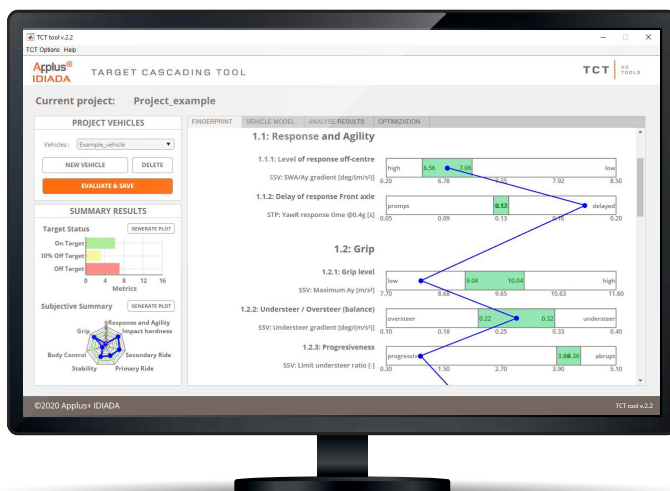 TCT tool v.2.2
TCT Options Help
Applus®
IDIADA
TARGET CASCADING TOOL
TCT VD TOOLS
Current project: Project_example
PROJECT VEHICLES
Vehicles : Example_vehicle
NEW VEHICLE DELETE
EVALUATE & SAVE
SUMMARY RESULTS
Target Status GENERATE PLOT
On Target
10% Off Target
Off Target
0 4 8 12 16
Metrics
Subjective Summary GENERATE PLOT
Response and Agility
Grip Impact hardness
Body Control Secondary Ride
Stability Primary Ride
FINGERPRINT VEHICLE MODEL ANALYSE RESULTS OPTIMIZATION
1.1: Response and Agility
1.1.1: Level of response off-centre
high 6.56 7.06 low
SSV: SWA/Ay gradient [deg/(m/s²)]
6.20 6.78 7.35 7.92 8.50
1.1.2: Delay of response Front axle
prompt delayed
STP: YawR response time @0.4g [s]
0.05 0.09 0.13 0.16 0.20
1.2: Grip
1.2.1: Grip level
low 9.04 10.04 high
SSV: Maximum Ay [m/s²]
7.70 8.68 9.65 10.63 11.60
1.2.2: Understeer / Oversteer (balance)
oversteer 0.22 0.32 understeer
SSV: Understeer gradient [deg/(m/s²)]
0.10 0.18 0.25 0.33 0.40
1.2.3: Progresiveness
progressive abrupt
SSV: Limit understeer ratio [-]
0.30 1.50 2.70 3.90 5.10
©2020 Applus+ IDIADA
TCT tool v.2.2